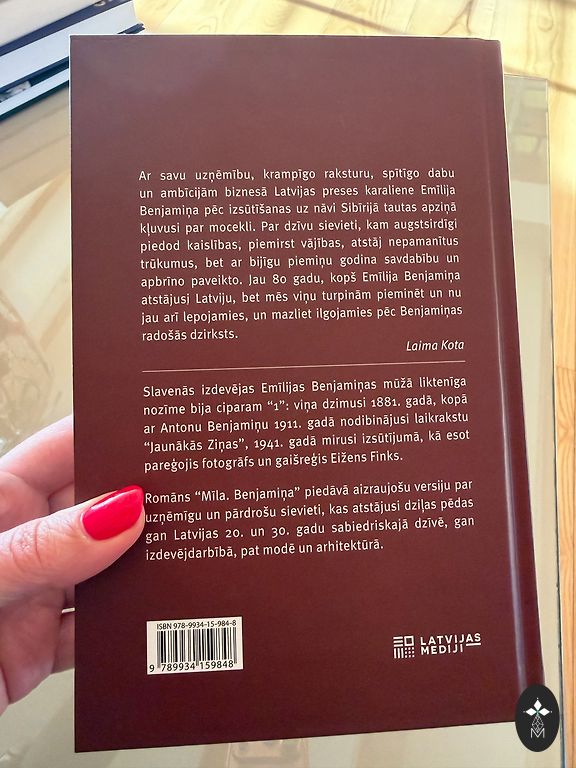 Ar savu uzņēmību, krampīgo raksturu, spītīgo dabu
un ambīcijām biznesā Latvijas preses karaliene Emīlija
Benjamiņa pēc izsūtīšanas uz nāvi Sibīrijā tautas apziņā
kļuvusi par mocekli. Par dzīvu sievieti, kam augstsirdīgi
piedod kaislības, piemirst vājības, atstāj nepamanītus
trūkumus, bet ar bijīgu piemiņu godina savdabību un
apbrīno paveikto. Jau 80 gadu, kopš Emīlija Benjamiņa
atstājusi Latviju, bet mēs viņu turpinām pieminēt un nu
jau arī lepojamies, un mazliet ilgojamies pēc Benjamiņas
radošās dzirksts.
Laima Kota
Slavenās izdevējas Emīlijas Benjamiņas mūžā liktenīga
nozīme bija ciparam “1”: viņa dzimusi 1881. gadā, kopā
ar Antonu Benjamiņu 1911. gadā nodibinājusi laikrakstu
“Jaunākās Ziņas”, 1941. gadā mirusi izsūtījumā, kā esot
pareģojis fotogrāfs un gaišreģis Eižens Finks.
Romāns “Mīla. Benjamiņa” piedāvā aizraujošu versiju par
uzņēmīgu un pārdrošu sievieti, kas atstājusi dziļas pēdas
gan Latvijas 20. un 30. gadu sabiedriskajā dzīvē, gan
izdevējdarbībā, pat modē un arhitektūrā.
ISBN 978-9934-15-984-8
9 789934 159848
LATVIJAS
MEDIJI
M